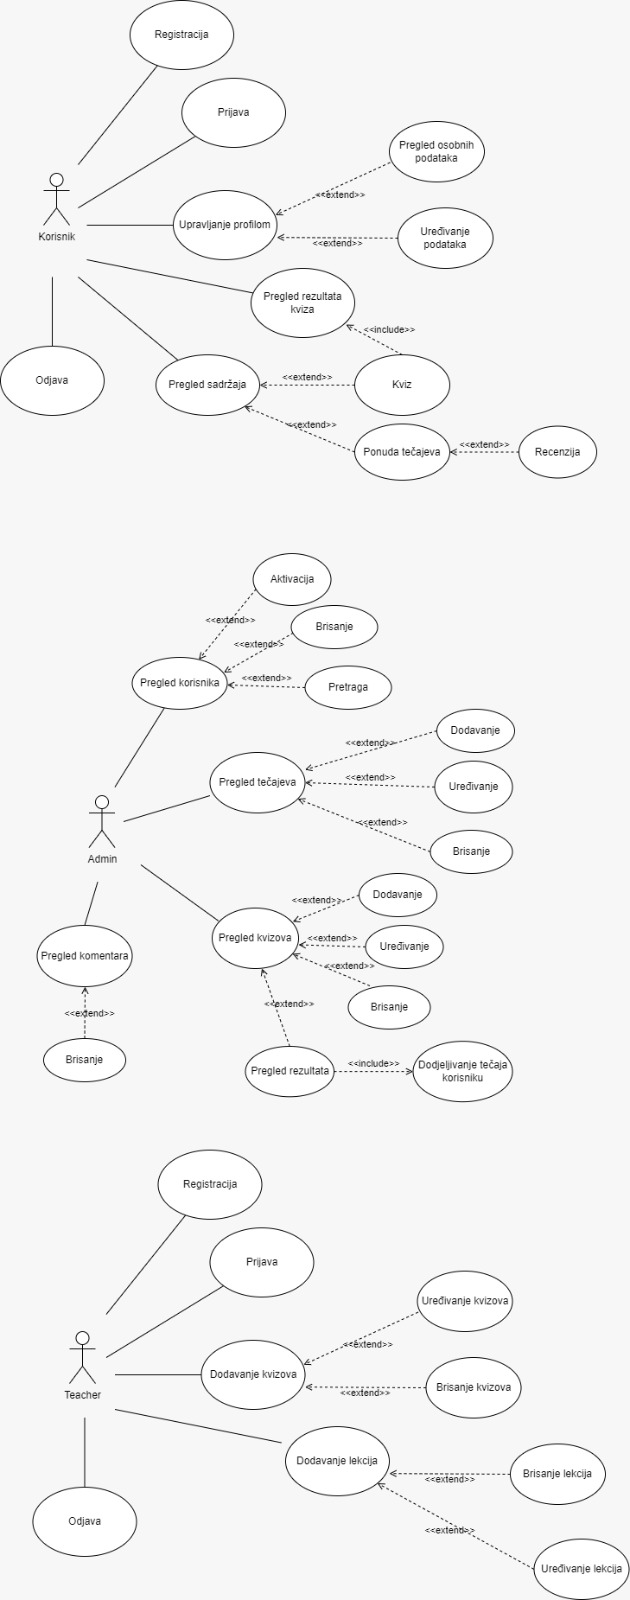 Registracija
Prijava
Pregled osobnih
podataka
<<extend>>
Korisnik
Upravljanje profilom
Uređivanje
podataka
<<extend>>
Pregled rezultata
kviza
<<include>>
Odjava
Pregled sadržaja
<<extend>>
Kviz
<<extend>>
Ponuda tečajeva
<<extend>>
Recenzija
Aktivacija
<<extend>>
Brisanje
<<extend>>
Pregled korisnika
<<extend>>
Pretraga
Dodavanje
<<extend>>
Pregled tečajeva
<<extend>>
Uređivanje
<<extend>>
Brisanje
Admin
Dodavanje
<<extend>>
Pregled kvizova
<<extend>>
Uređivanje
<<extend>>
Brisanje
Pregled komentara
<<extend>>
<<extend>>
Brisanje
Pregled rezultata
<<include>>
Dodjeljivanje tečaja
korisniku
Registracija
Prijava
Uređivanje kvizova
<<extend>>
Teacher
Dodavanje kvizova
<<extend>>
Brisanje kvizova
Dodavanje lekcija
<<extend>>
Brisanje lekcija
Odjava
<<extend>>
Uređivanje lekcija